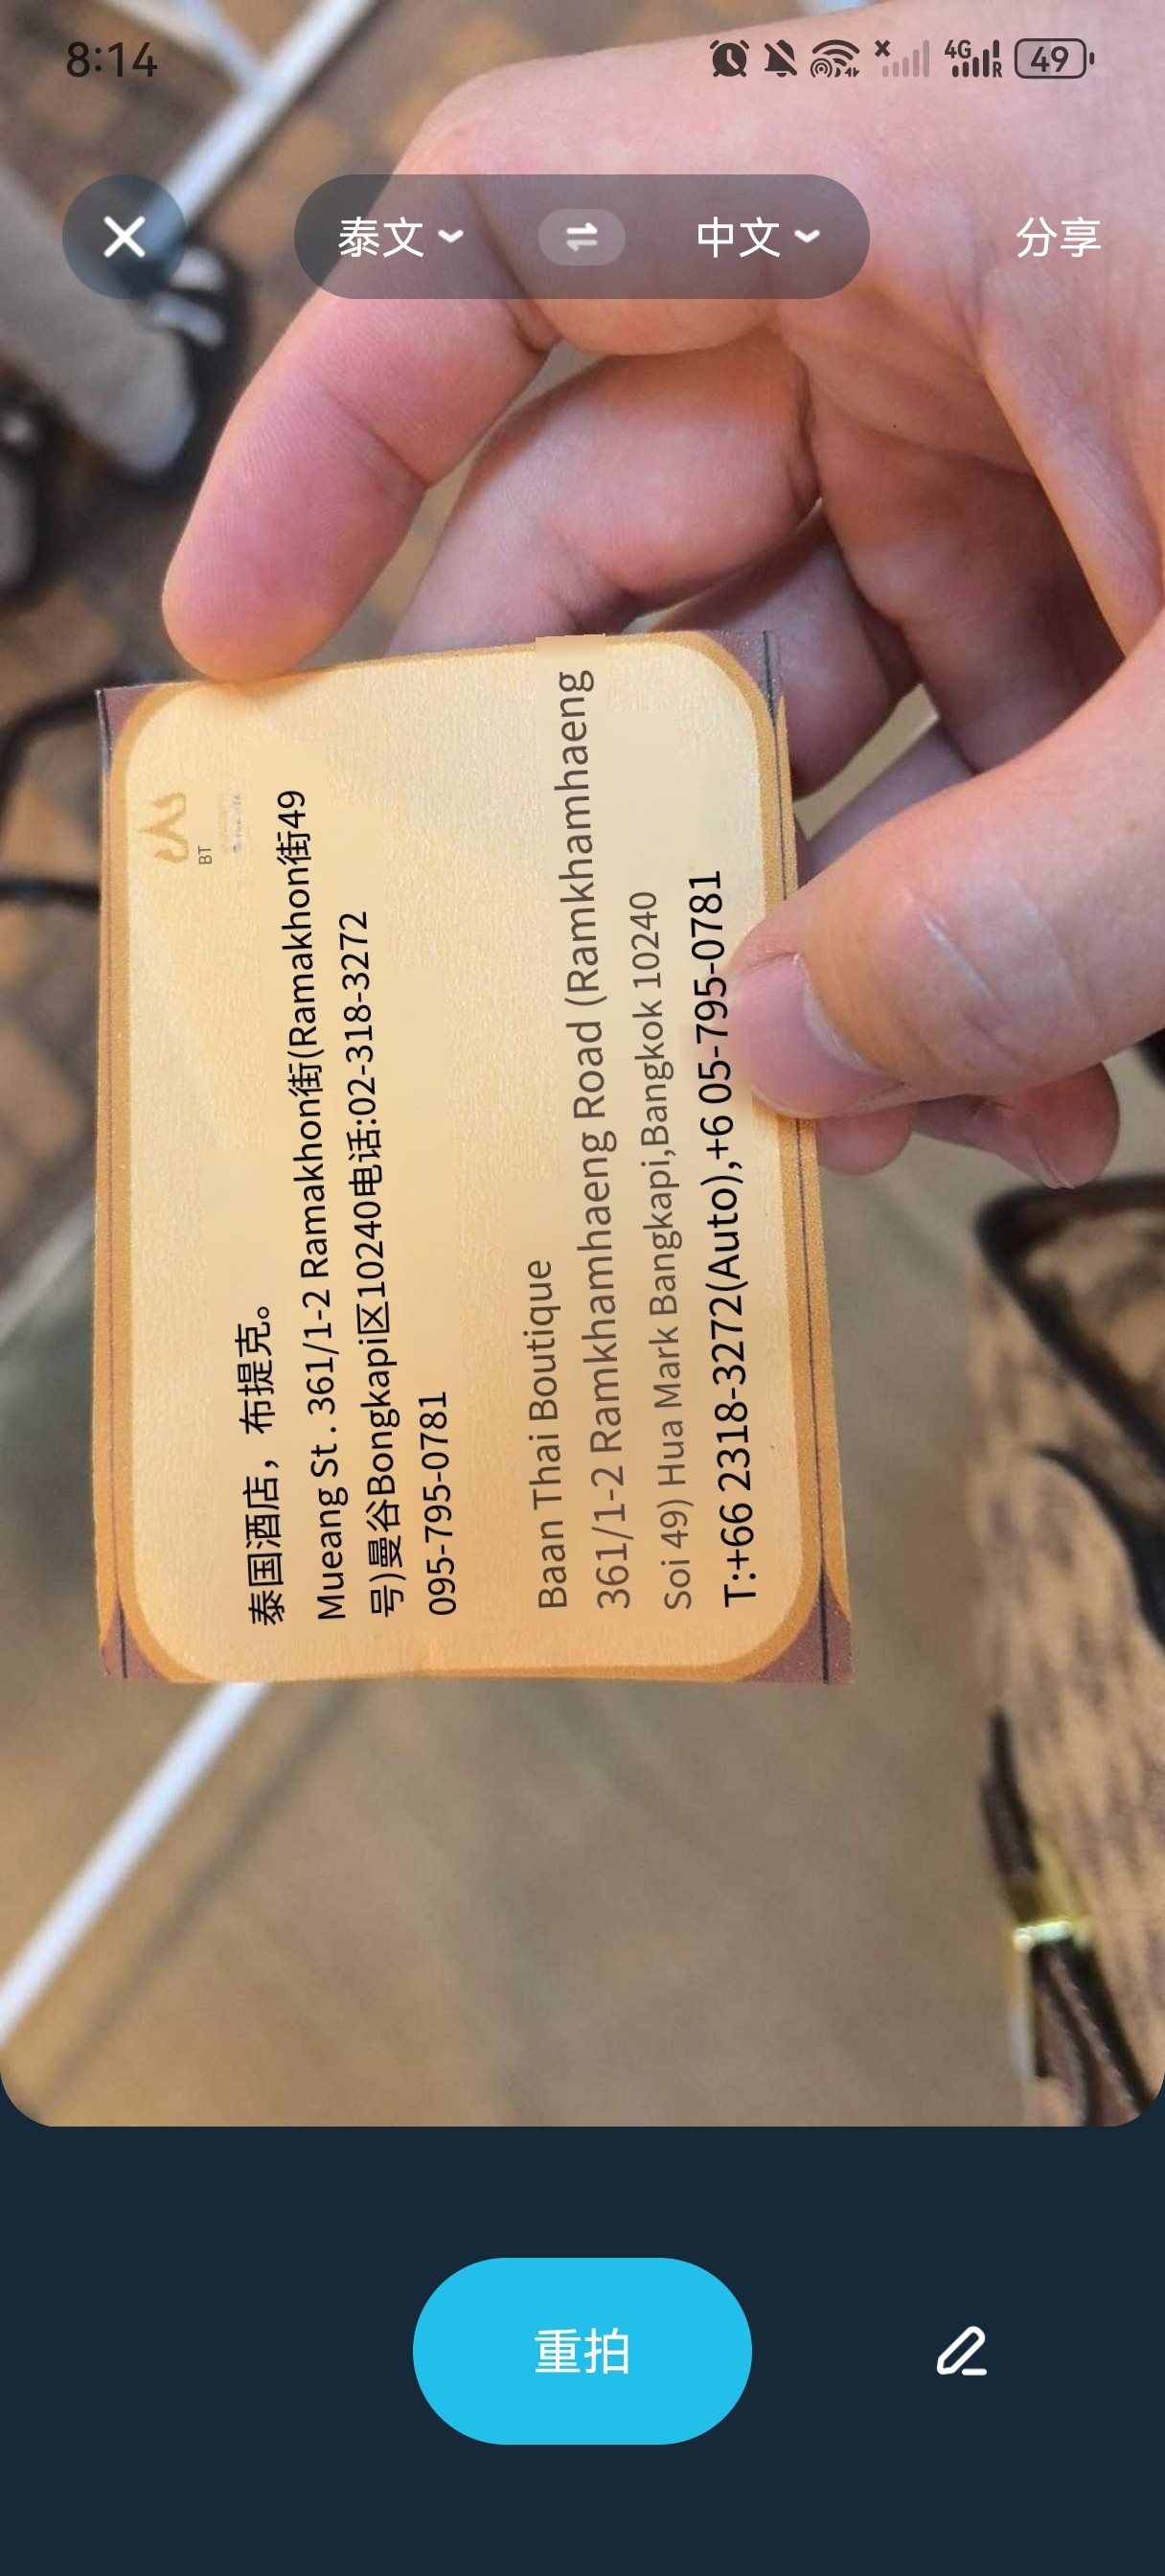 8:14
4G R 49
泰文
中文
分享
BT
泰国酒店，布提克。
Mueang St . 361/1-2 Ramakhon街(Ramakhon街49
号)曼谷Bongkapi区10240电话:02-318-3272
095-795-0781
Baan Thai Boutique
361/1-2 Ramkhamhaeng Road (Ramkhamhaeng
Soi 49) Hua Mark Bangkapi,Bangkok 10240
T:+66 2318-3272(Auto),+6 05-795-0781
重拍